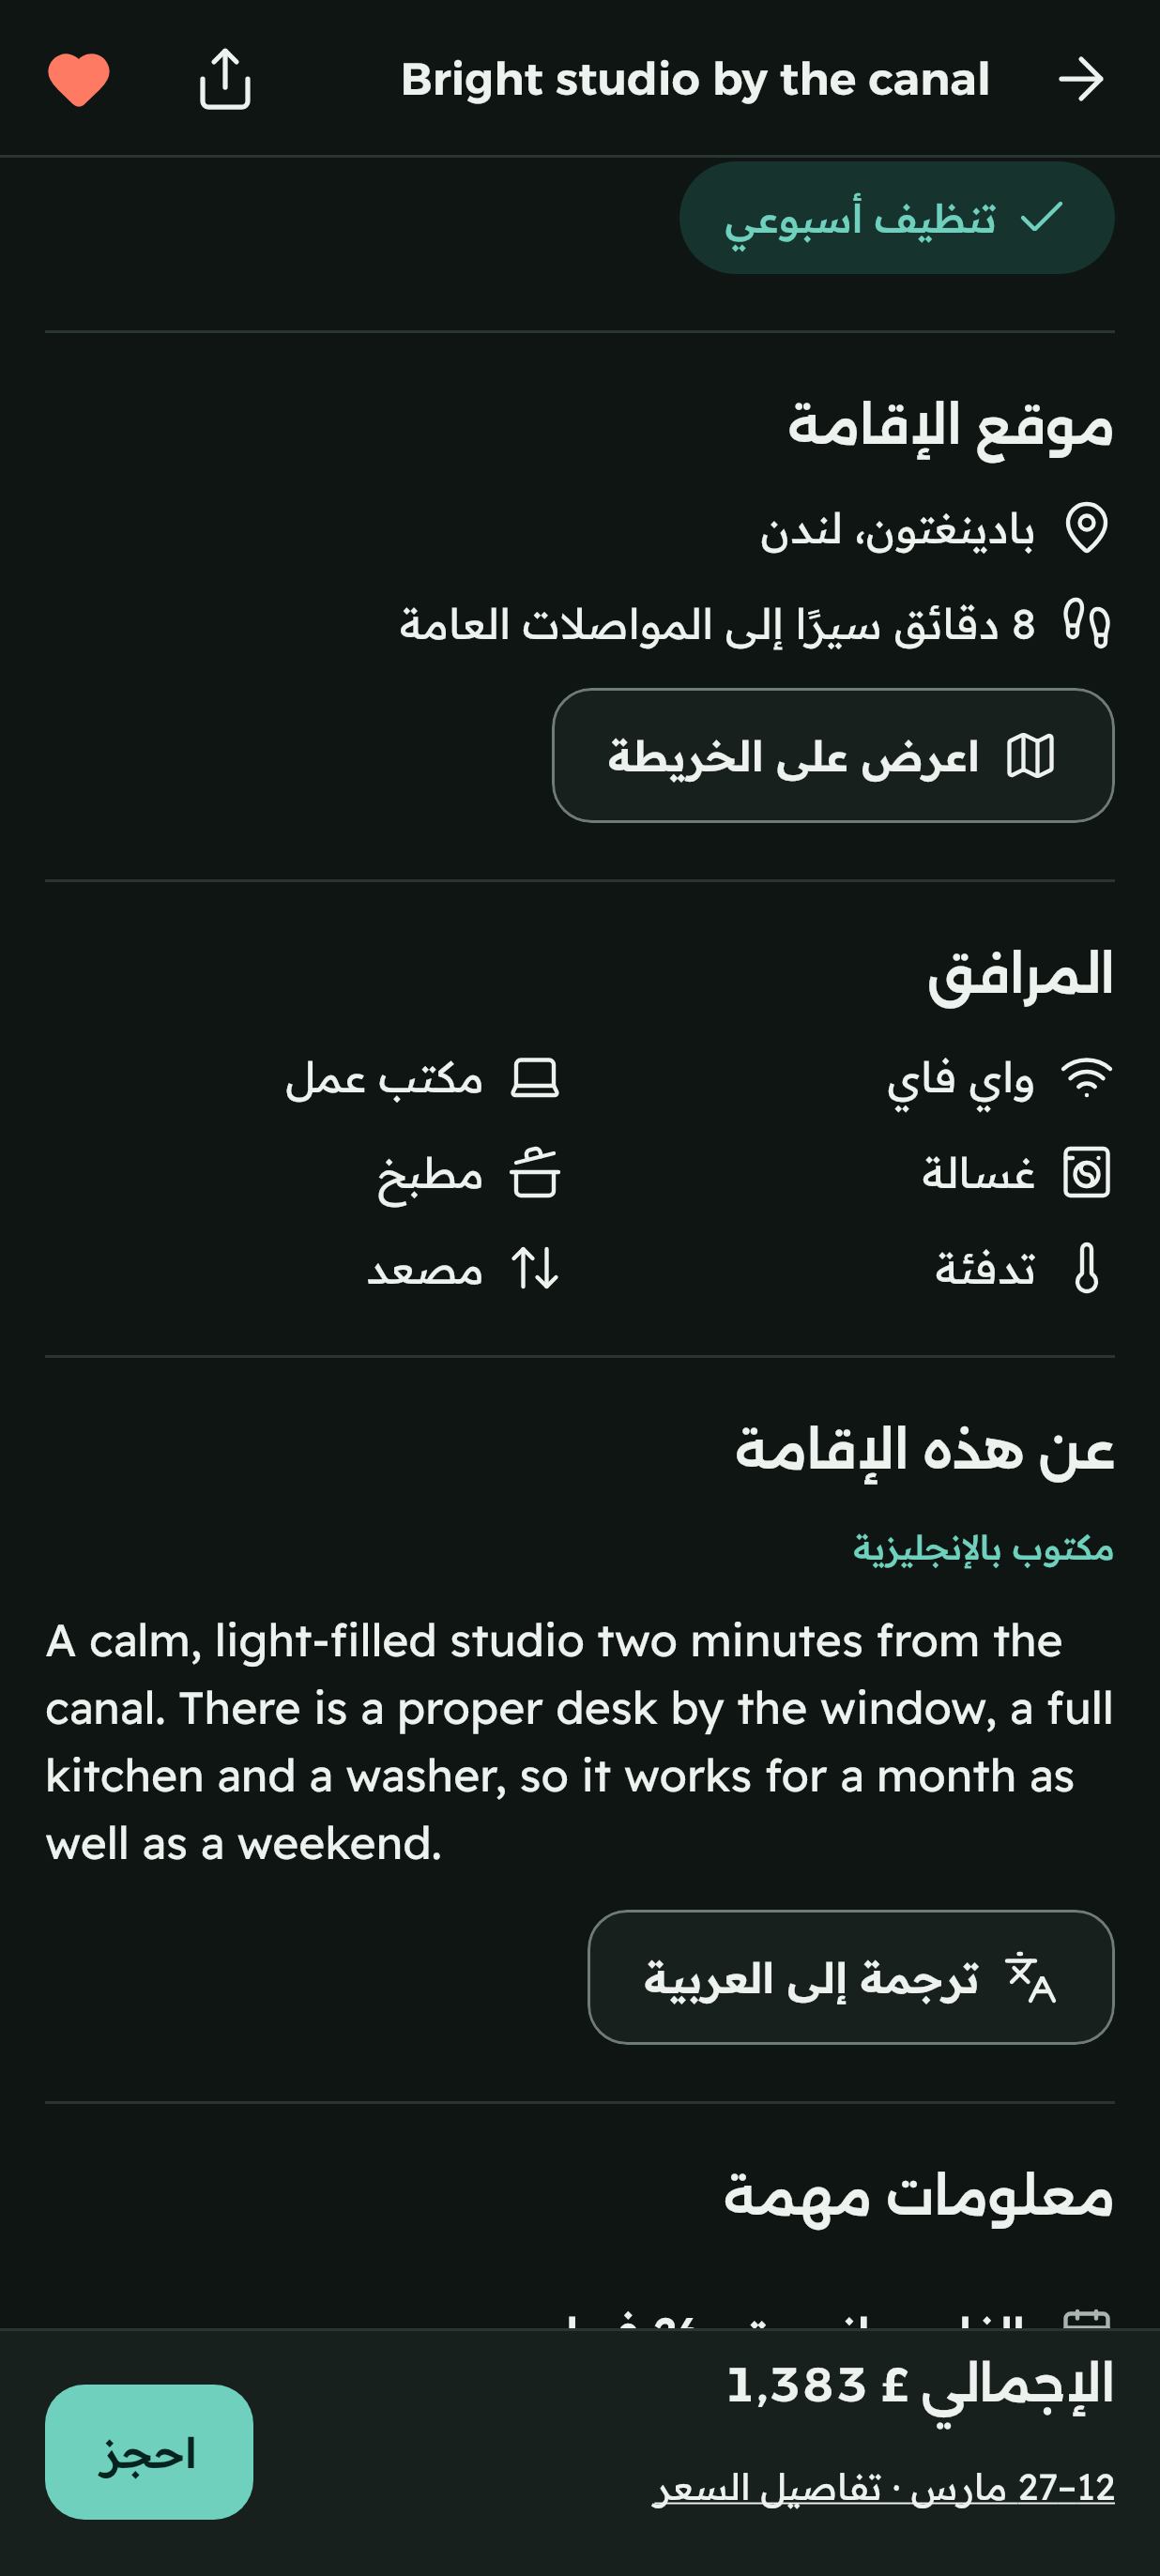 Bright studio by the canal
تنظيف أسبوعي
موقع الإقامة
بادينغتون، لندن
8 دقائق سيرًا إلى المواصلات العامة
اعرض على الخريطة
المرافق
واي فاي
مكتب عمل
غسالة
مطبخ
تدفئة
مصعد
عن هذه الإقامة
مكتوب بالإنجليزية
A calm, light-filled studio two minutes from the
canal. There is a proper desk by the window, a full
kitchen and a washer, so it works for a month as
well as a weekend.
ترجمة إلى العربية
معلومات مهمة
الإجمالي £ 1,383
12–27 مارس · تفاصيل السعر
احجز